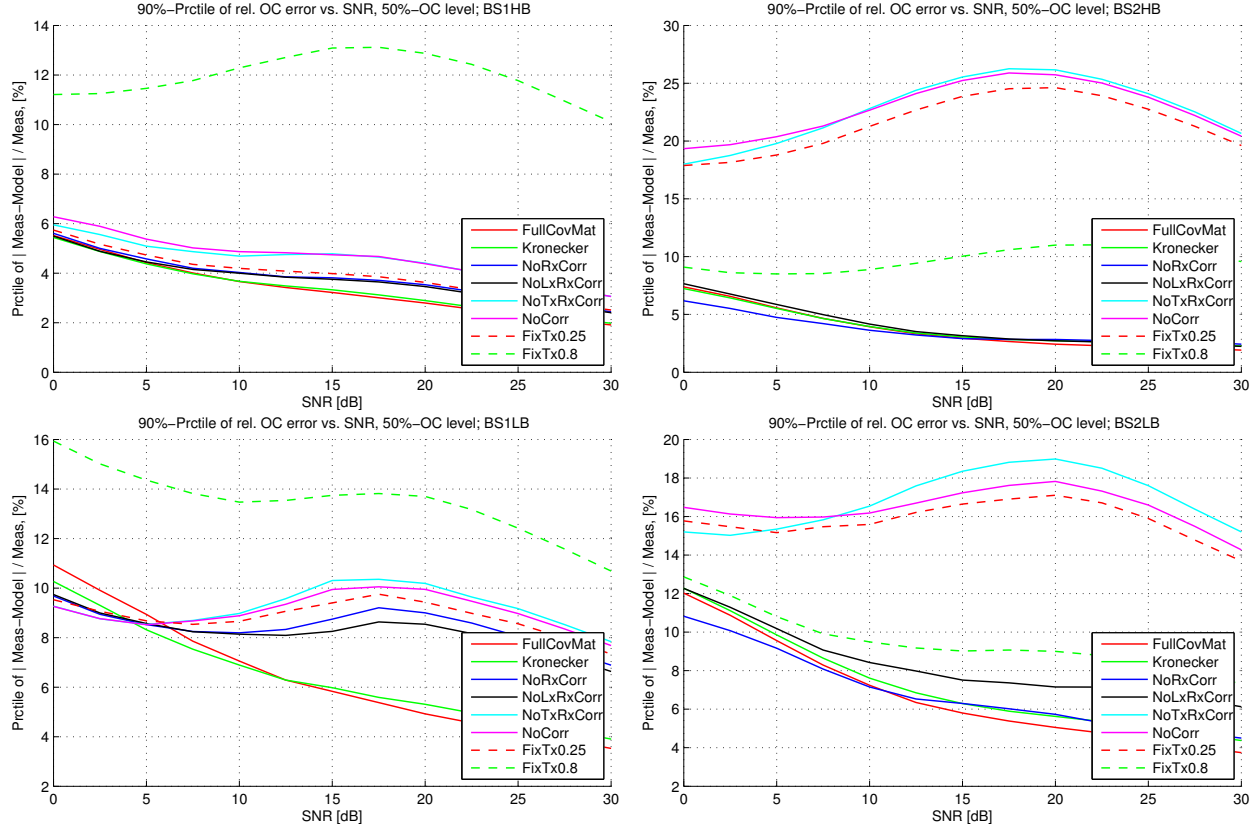 90%-Prctile of rel. OC error vs. SNR, 50%-OC level; BS1HB
Prctile of | Meas-Model | / Meas, [%]
14
12
10
8
6
4
2
0
0 5 10 15 20 25 30
SNR [dB]
FullCovMat
Kronecker
NoRxCorr
NoLxRxCorr
NoTxRxCorr
NoCorr
FixTx0.25
FixTx0.8
90%-Prctile of rel. OC error vs. SNR, 50%-OC level; BS2HB
Prctile of | Meas-Model | / Meas, [%]
30
25
20
15
10
5
0
0 5 10 15 20 25 30
SNR [dB]
FullCovMat
Kronecker
NoRxCorr
NoLxRxCorr
NoTxRxCorr
NoCorr
FixTx0.25
FixTx0.8
90%-Prctile of rel. OC error vs. SNR, 50%-OC level; BS1LB
Prctile of | Meas-Model | / Meas, [%]
16
14
12
10
8
6
4
2
0 5 10 15 20 25 30
SNR [dB]
FullCovMat
Kronecker
NoRxCorr
NoLxRxCorr
NoTxRxCorr
NoCorr
FixTx0.25
FixTx0.8
90%-Prctile of rel. OC error vs. SNR, 50%-OC level; BS2LB
Prctile of | Meas-Model | / Meas, [%]
20
18
16
14
12
10
8
6
4
2
0 5 10 15 20 25 30
SNR [dB]
FullCovMat
Kronecker
NoRxCorr
NoLxRxCorr
NoTxRxCorr
NoCorr
FixTx0.25
FixTx0.8